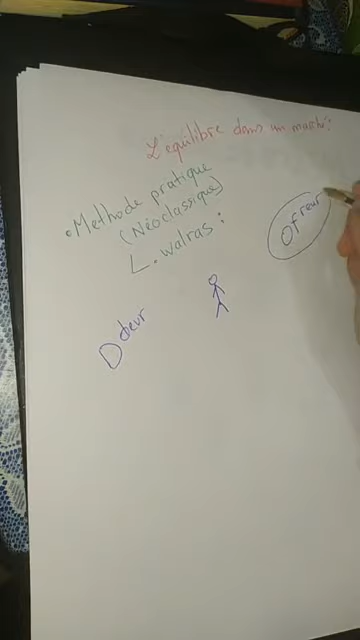 L'équilibre dans un marché :
• Methode pratique
(Néoclassique)
L. walras :
Ofreur
Ddeur